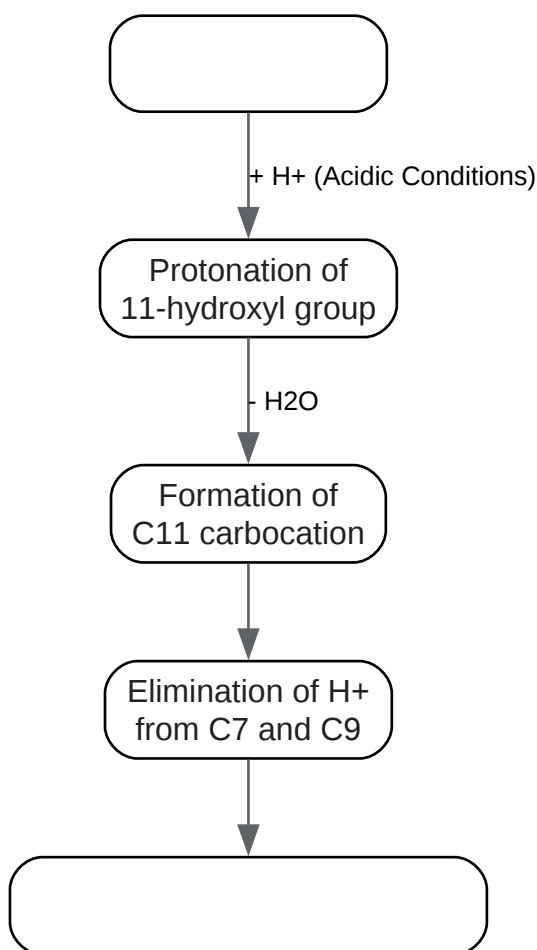 + H+ (Acidic Conditions)
Protonation of
11-hydroxyl group
- H2O
Formation of
C11 carbocation
Elimination of H+
from C7 and C9